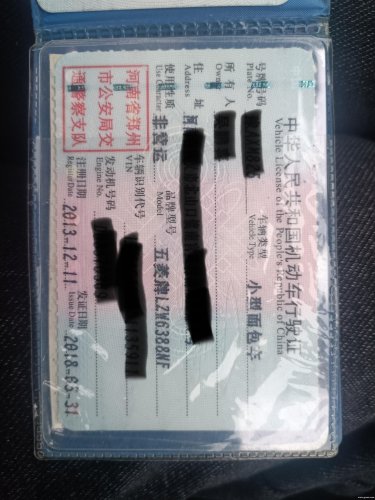 中华人民共和国机动车行驶证
Vehicle License of the People's Republic of China
号牌号码
Plate No.
车辆类型
Vehicle Type
小型面包车
所有人
Owner
住址
Address
使用性质
Use Character
非营运
品牌型号
Model
五菱牌LZW6388NF
河南省郑州
市公安局交
通警察支队
车辆识别代号
VIN
发动机号码
注册日期
Register Date
2013-12-11
发证日期
Issue Date
2018-05-31